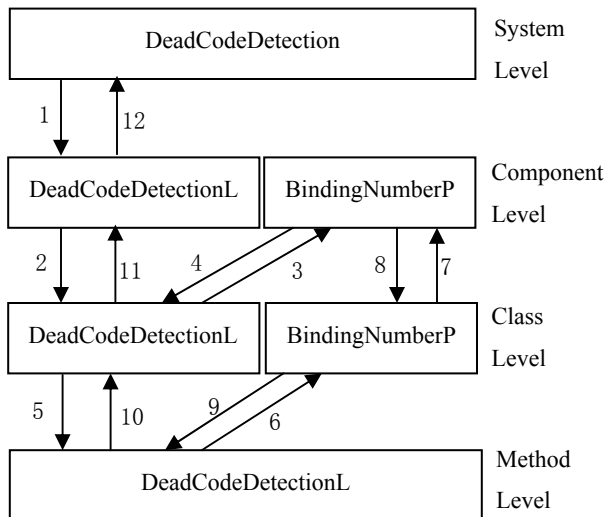 DeadCodeDetection
System
Level
1
12
DeadCodeDetectionL
BindingNumberP
Component
Level
2
11
4
3
8
7
DeadCodeDetectionL
BindingNumberP
Class
Level
5
10
9
6
DeadCodeDetectionL
Method
Level